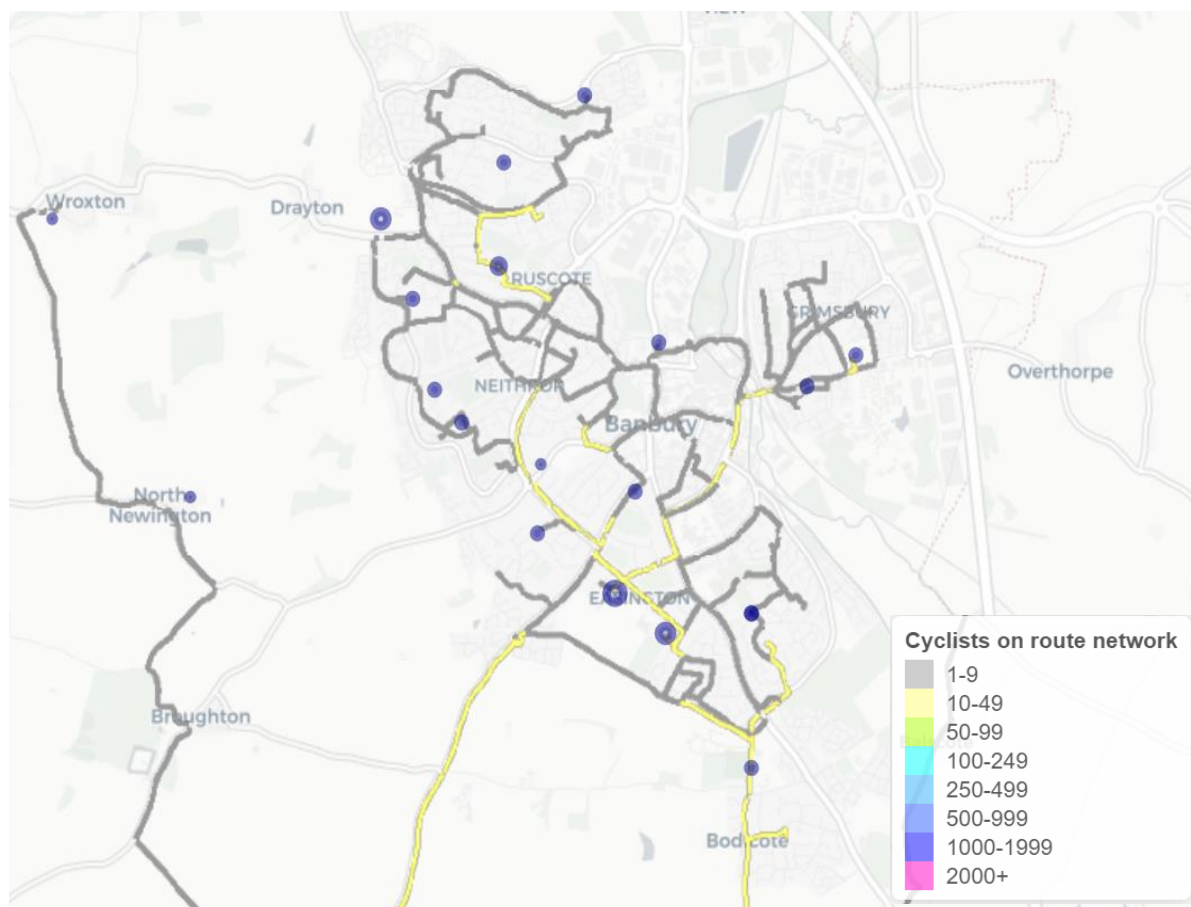 VIEW
Wroxton
Drayton
RUSCOTE
GRIMSBURY
Overthorpe
NEITHROP
Banbury
North
Newington
EASINGTON
Broughton
Bodicote
Cyclists on route network
1-9
10-49
50-99
100-249
250-499
500-999
1000-1999
2000+